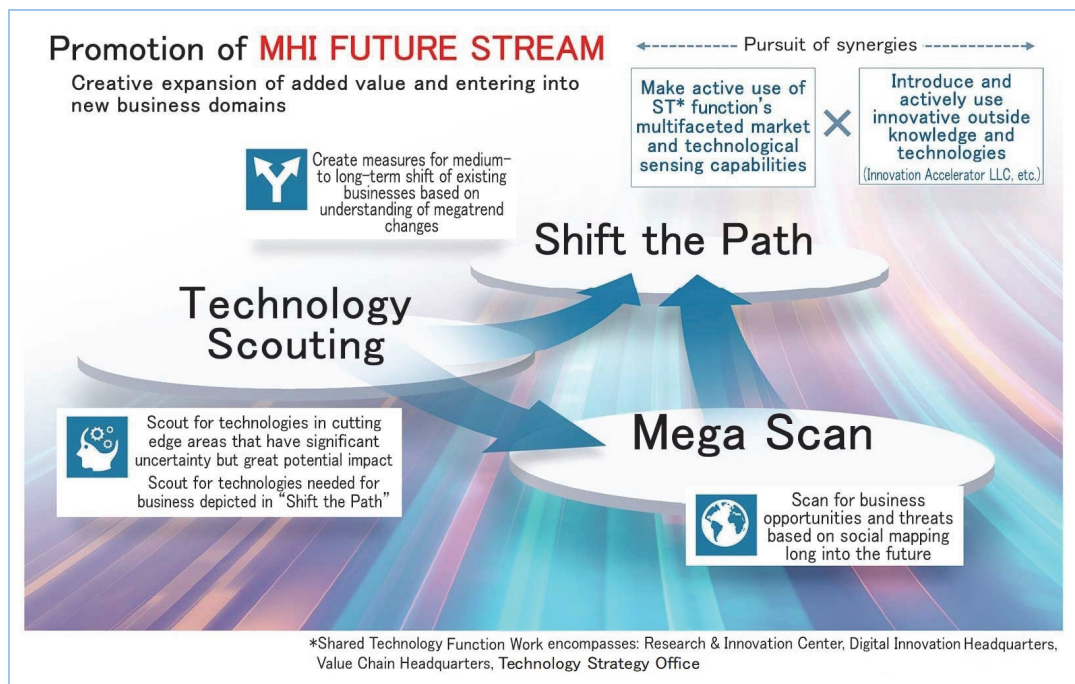 Promotion of MHI FUTURE STREAM
Creative expansion of added value and entering into
new business domains
Pursuit of synergies
Make active use of
ST* function's
multifaceted market
and technological
sensing capabilities
×
Introduce and
actively use
innovative outside
knowledge and
technologies
(Innovation Accelerator LLC, etc.)
Create measures for medium-
to long-term shift of existing
businesses based on
understanding of megatrend
changes
Shift the Path
Technology
Scouting
Scout for technologies in cutting
edge areas that have significant
uncertainty but great potential impact
Scout for technologies needed for
business depicted in "Shift the Path"
Mega Scan
Scan for business
opportunities and threats
based on social mapping
long into the future
*Shared Technology Function Work encompasses: Research & Innovation Center, Digital Innovation Headquarters,
Value Chain Headquarters, Technology Strategy Office